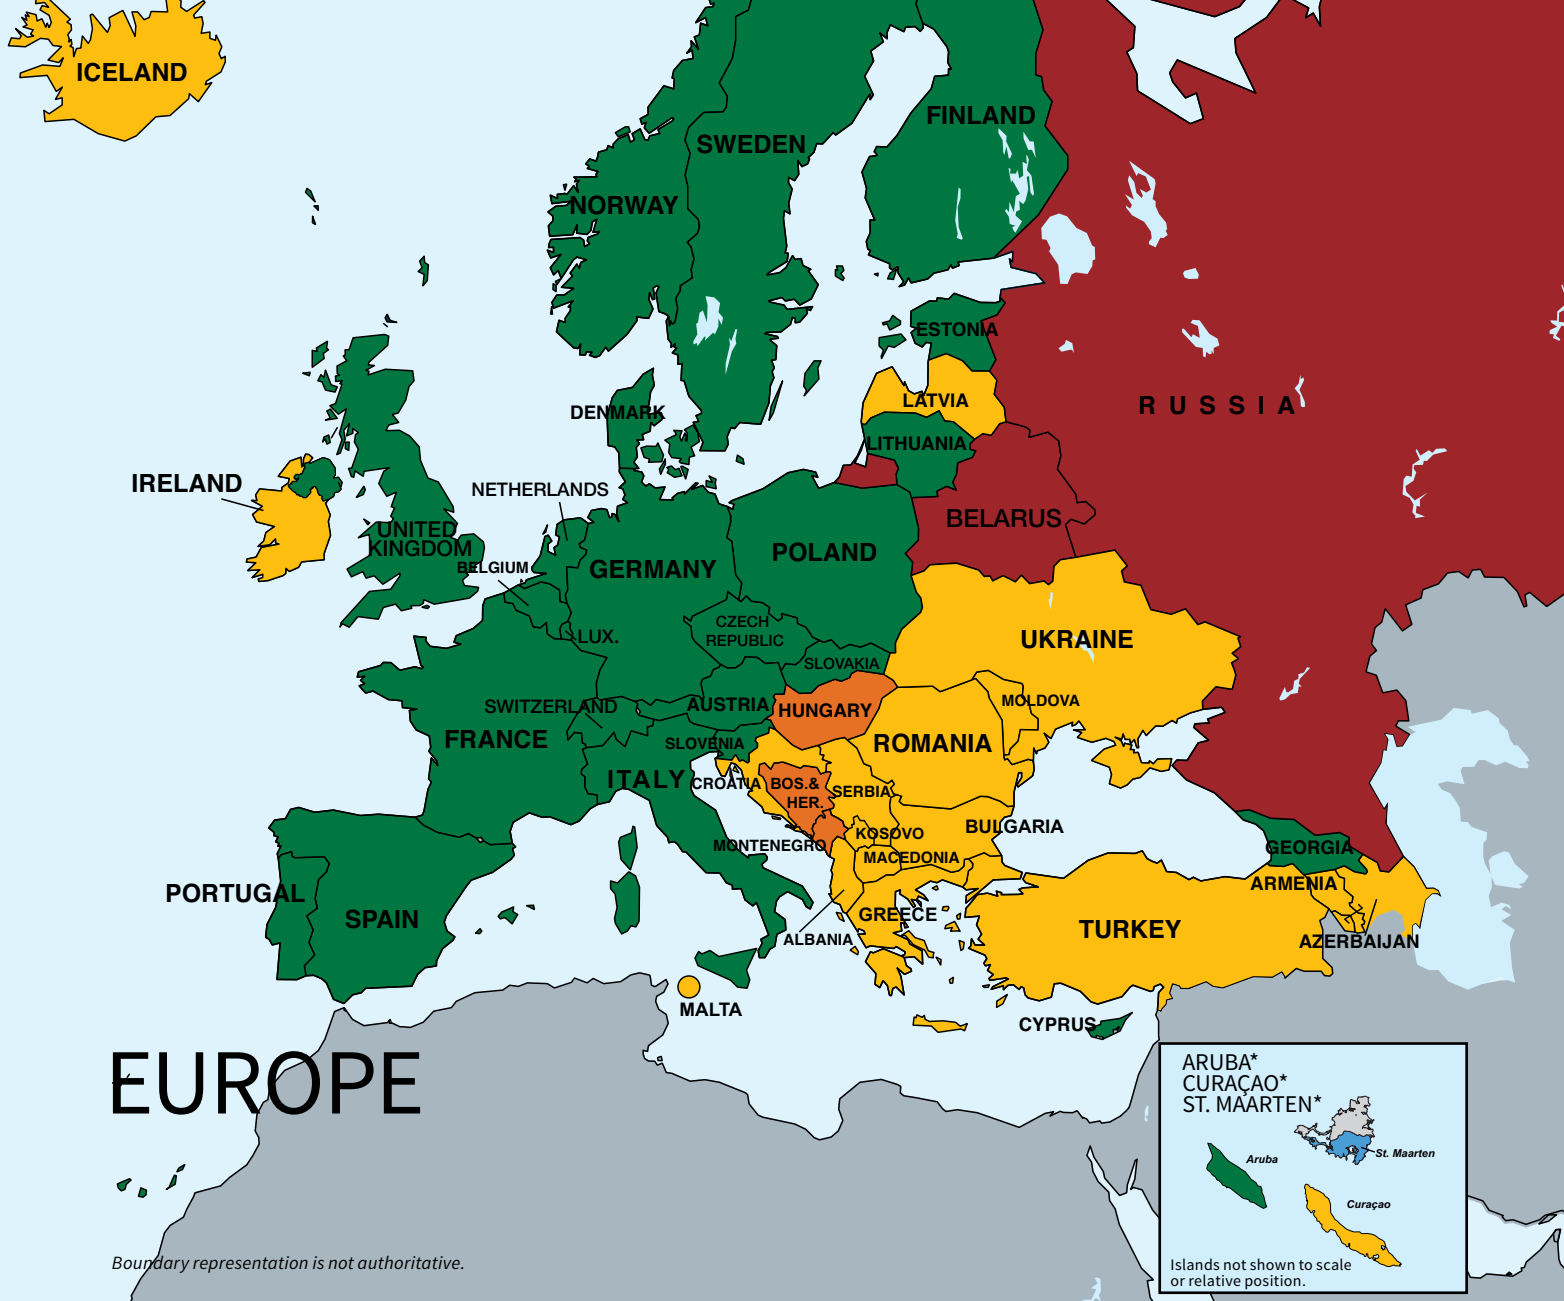 ICELAND
FINLAND
SWEDEN
NORWAY
ESTONIA
LATVIA
RUSSIA
DENMARK
LITHUANIA
IRELAND
NETHERLANDS
BELARUS
UNITED
KINGDOM
POLAND
BELGIUM
GERMANY
CZECH
REPUBLIC
LUX.
UKRAINE
SLOVAKIA
MOLDOVA
SWITZERLAND
AUSTRIA
HUNGARY
FRANCE
SLOVENIA
ROMANIA
ITALY
CROATIA
BOS.&
HER.
SERBIA
BULGARIA
KOSOVO
MONTENEGRO
MACEDONIA
GEORGIA
ARMENIA
PORTUGAL
SPAIN
GREECE
TURKEY
ALBANIA
AZERBAIJAN
MALTA
CYPRUS
EUROPE
ARUBA*
CURAÇAO*
ST. MAARTEN*
St. Maarten
Aruba
Curaçao
Islands not shown to scale
or relative position.
Boundary representation is not authoritative.